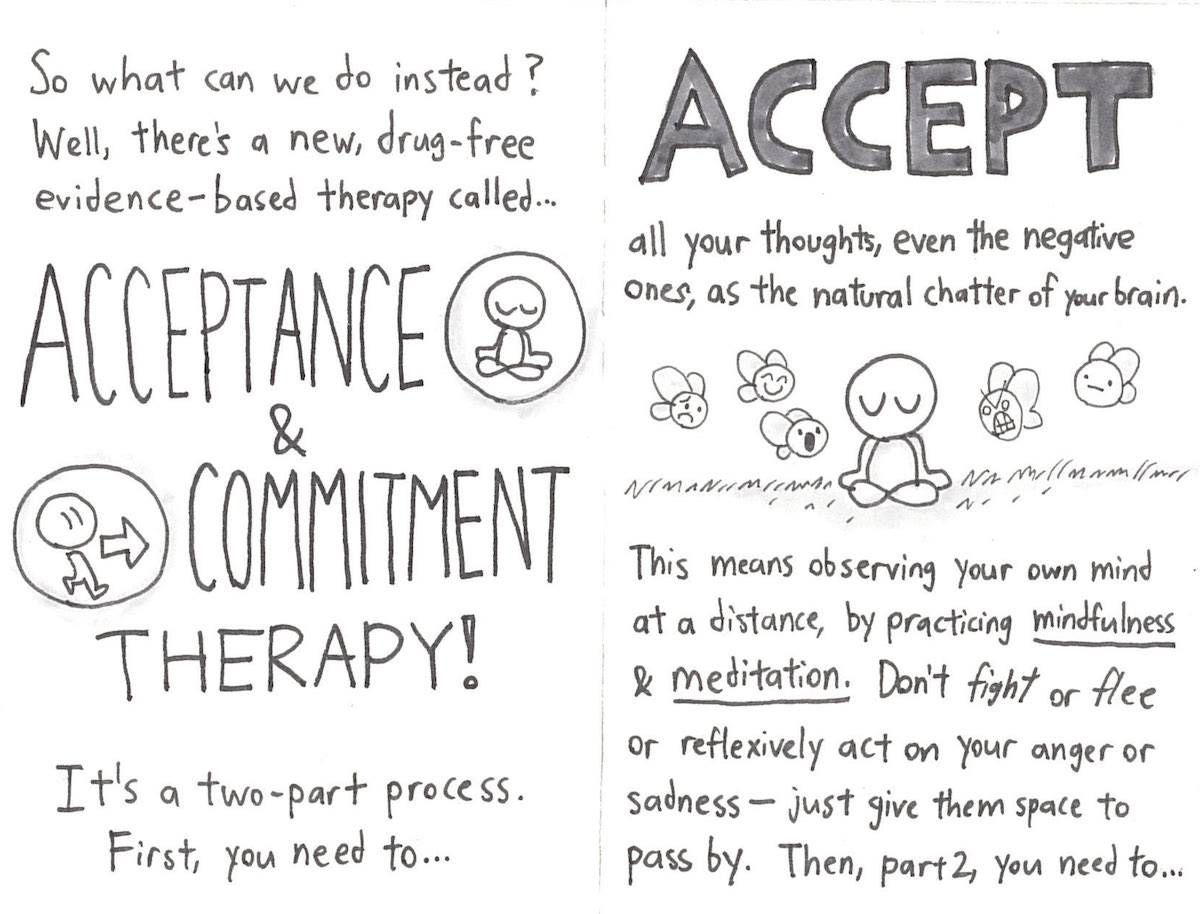 So what can we do instead?
Well, there's a new, drug-free
evidence-based therapy called...
ACCEPTANCE
&
COMMITMENT
THERAPY!
It's a two-part process.
First, you need to...
ACCEPT
all your thoughts, even the negative
ones, as the natural chatter of your brain.
This means observing your own mind
at a distance, by practicing mindfulness
& meditation. Don't fight or flee
or reflexively act on your anger or
sadness — just give them space to
pass by. Then, part 2, you need to...